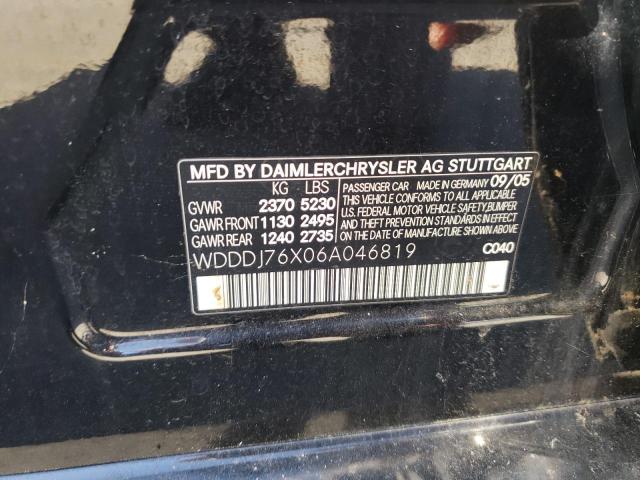 MFD BY DAIMLERCHRYSLER AG STUTTGART
KG LBS
GVWR 2370 5230
GAWR FRONT 1130 2495
GAWR REAR 1240 2735
PASSENGER CAR MADE IN GERMANY 09/05
THIS VEHICLE CONFORMS TO ALL APPLICABLE
U.S. FEDERAL MOTOR VEHICLE SAFETY,BUMPER
AND THEFT PREVENTION STANDARDS IN EFFECT
ON THE DATE OF MANUFACTURE SHOWN ABOVE.
WDDDJ76X06A046819
C040